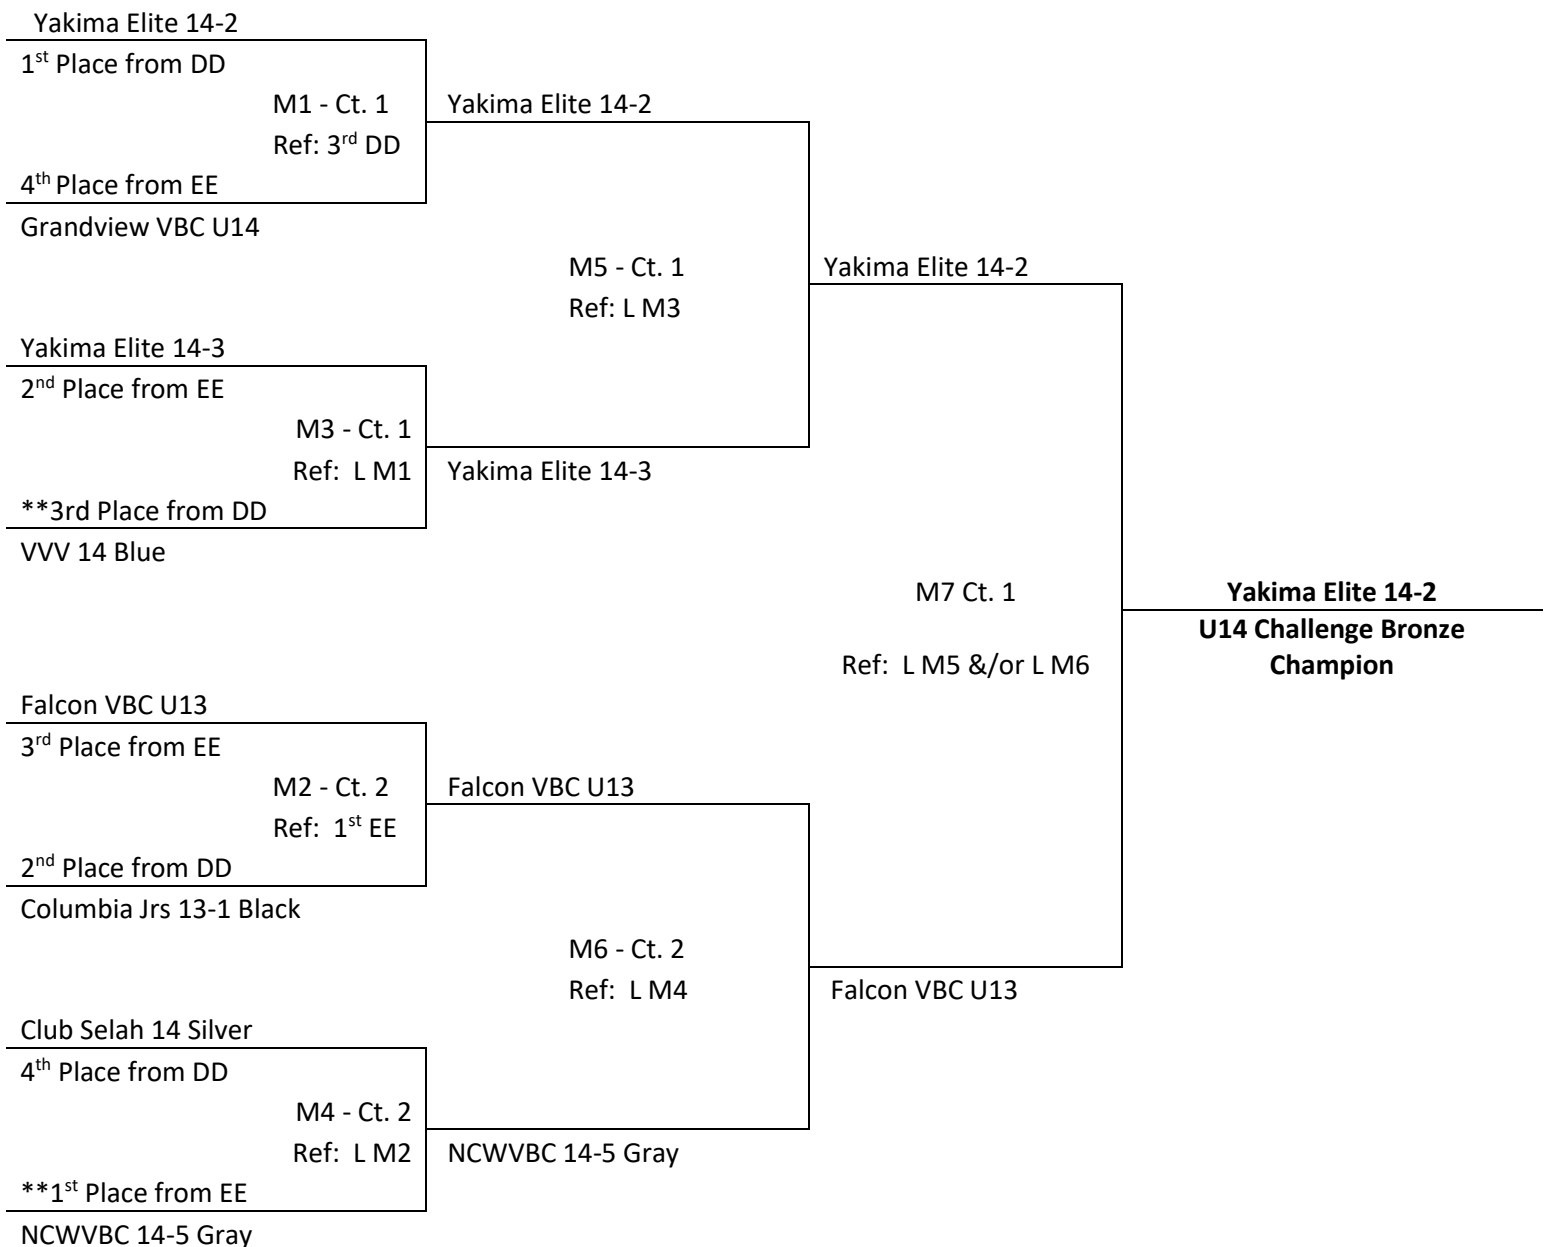 Yakima Elite 14-2
1st Place from DD
M1 - Ct. 1
Ref: 3rd DD
4th Place from EE
Grandview VBC U14
Yakima Elite 14-2
M5 - Ct. 1
Ref: L M3
Yakima Elite 14-2
Yakima Elite 14-3
2nd Place from EE
M3 - Ct. 1
Ref: L M1
**3rd Place from DD
VVV 14 Blue
Yakima Elite 14-3
M7 Ct. 1
Ref: L M5 &/or L M6
Yakima Elite 14-2
U14 Challenge Bronze
Champion
Falcon VBC U13
3rd Place from EE
M2 - Ct. 2
Ref: 1st EE
2nd Place from DD
Columbia Jrs 13-1 Black
Falcon VBC U13
M6 - Ct. 2
Ref: L M4
Falcon VBC U13
Club Selah 14 Silver
4th Place from DD
M4 - Ct. 2
Ref: L M2
**1st Place from EE
NCWVBC 14-5 Gray
NCWVBC 14-5 Gray